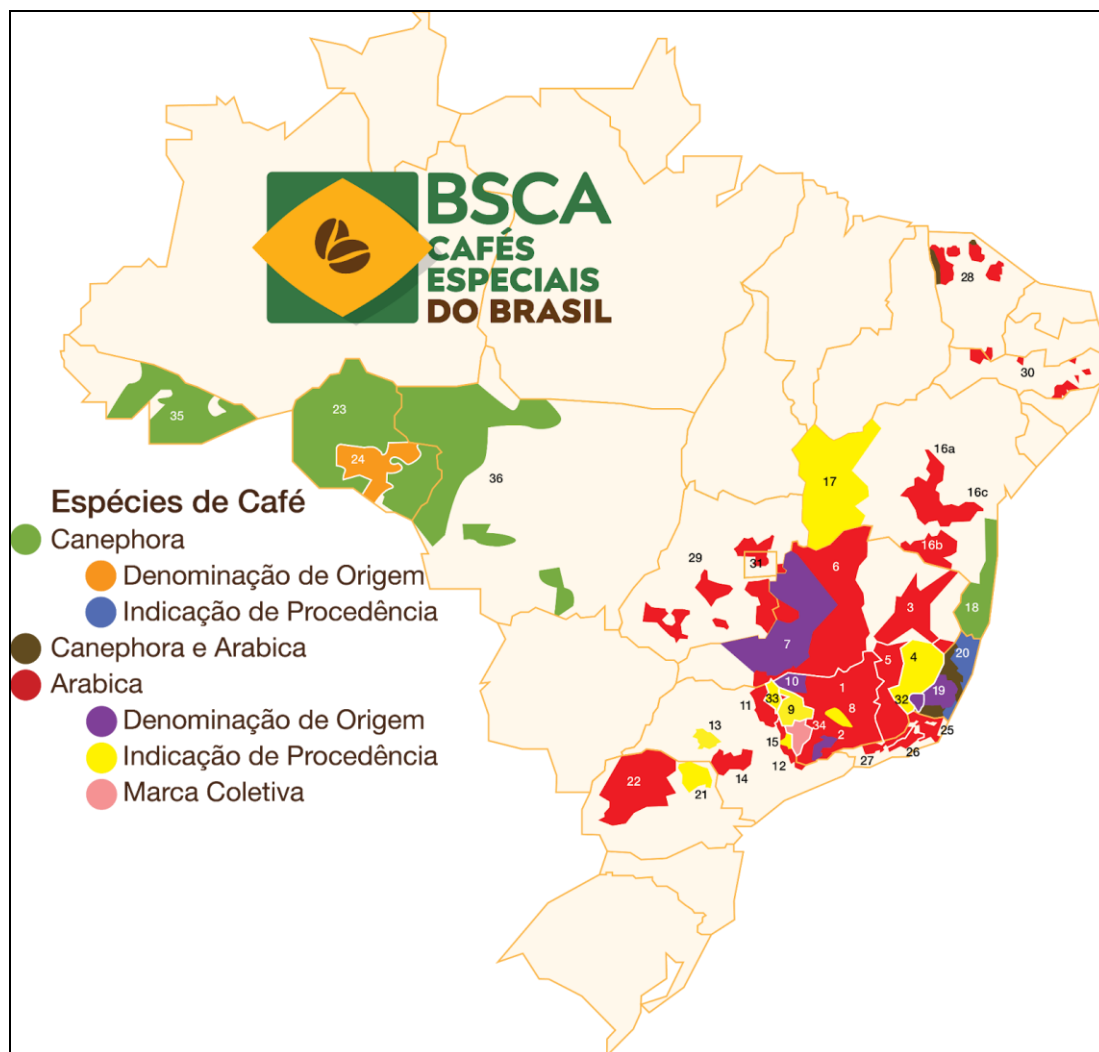 BSCA
CAFÉS
ESPECIAIS
DO BRASIL
28
30
35
23
24
36
16a
17
16c
Espécies de Café
Canephora
Denominação de Origem
Indicação de Procedência
Canephora e Arabica
Arabica
Denominação de Origem
Indicação de Procedência
Marca Coletiva
16b
31
29
6
3
18
7
5
4
20
10
1
19
33
32
11
9
8
13
34
2
25
15
26
12
27
14
22
21